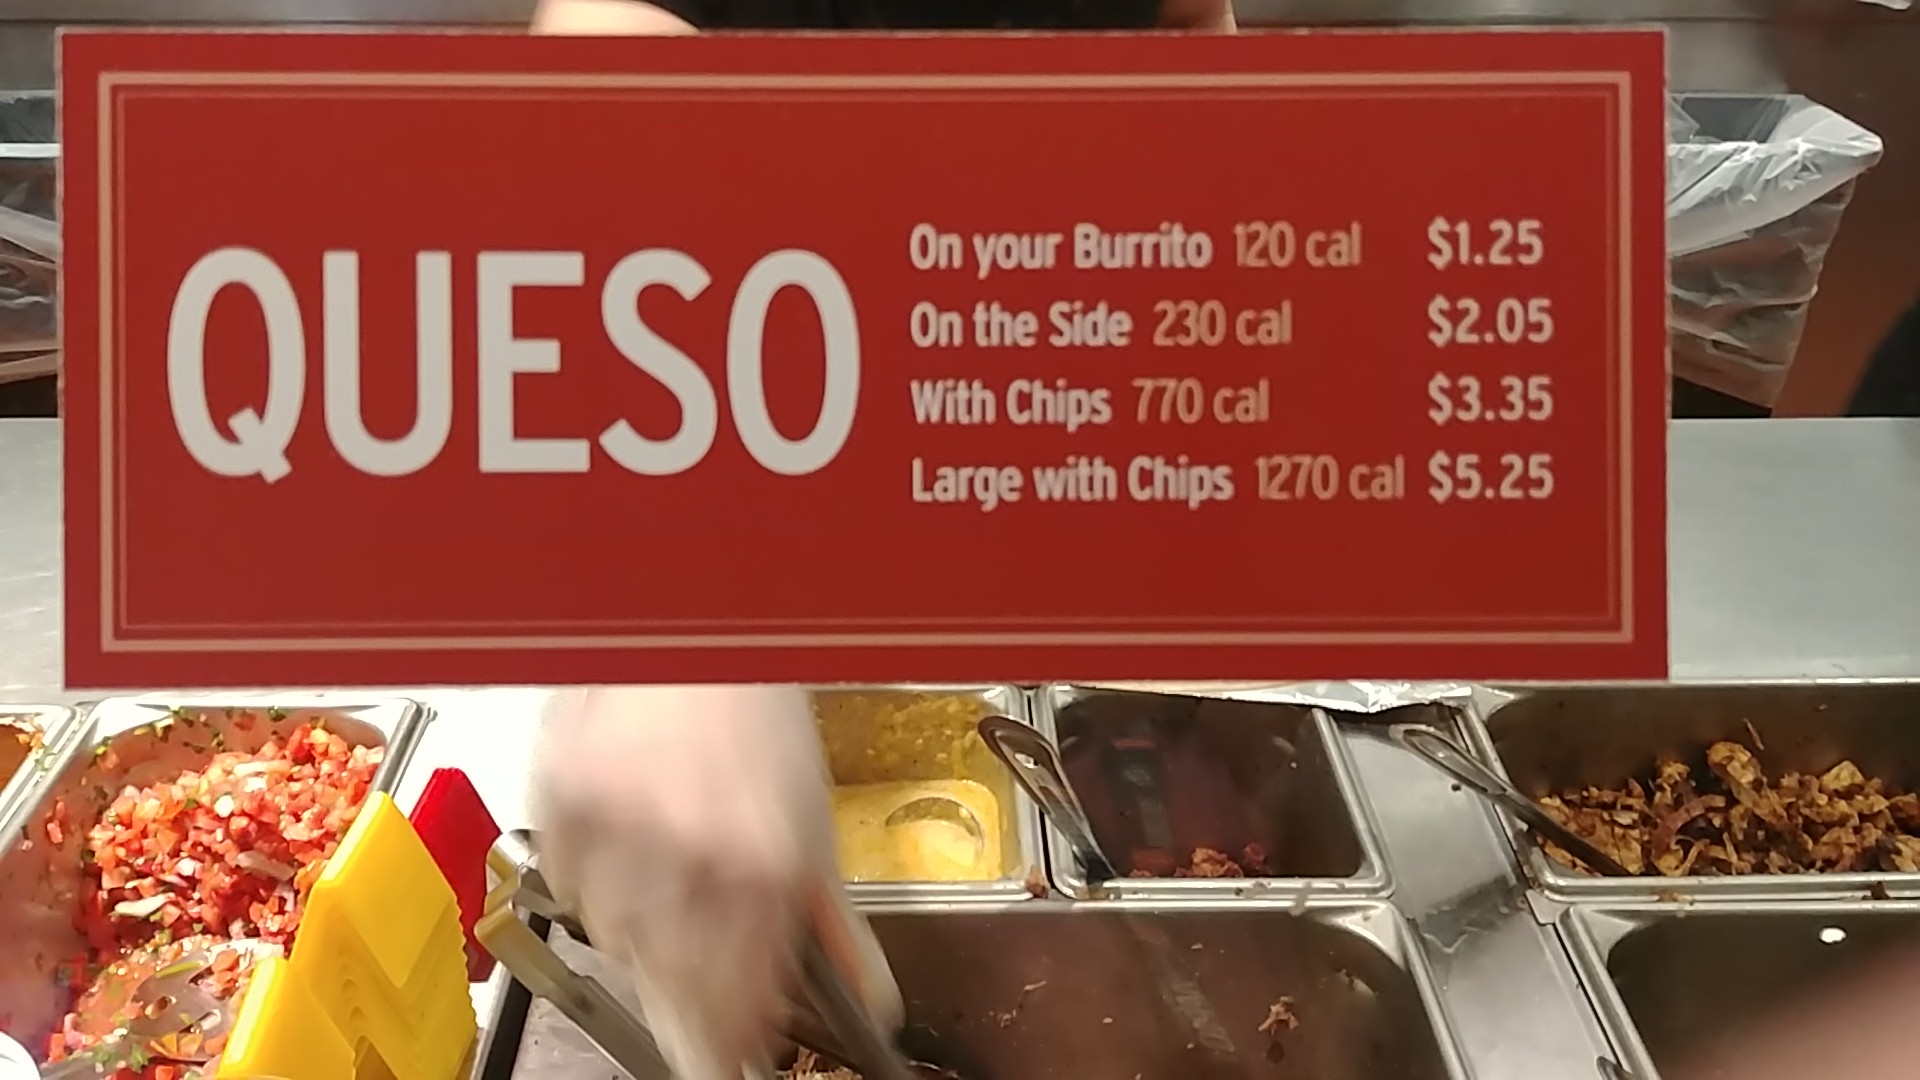 QUESO
On your Burrito 120 cal $1.25
On the Side 230 cal $2.05
With Chips 770 cal $3.35
Large with Chips 1270 cal $5.25